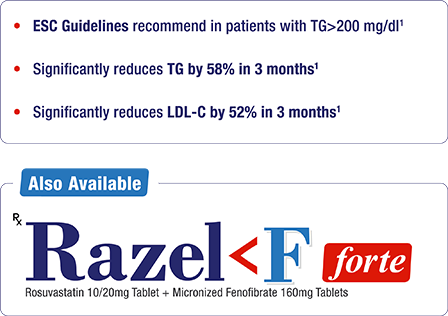 • ESC Guidelines recommend in patients with TG>200 mg/dl¹
• Significantly reduces TG by 58% in 3 months¹
• Significantly reduces LDL-C by 52% in 3 months¹
Also Available
Rx
Razel<F forte
Rosuvastatin 10/20mg Tablet + Micronized Fenofibrate 160mg Tablets